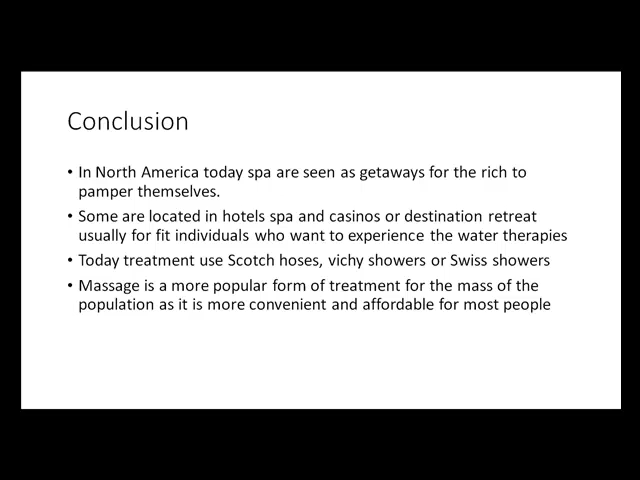 Conclusion
• In North America today spa are seen as getaways for the rich to
pamper themselves.
• Some are located in hotels spa and casinos or destination retreat
usually for fit individuals who want to experience the water therapies
• Today treatment use Scotch hoses, vichy showers or Swiss showers
• Massage is a more popular form of treatment for the mass of the
population as it is more convenient and affordable for most people